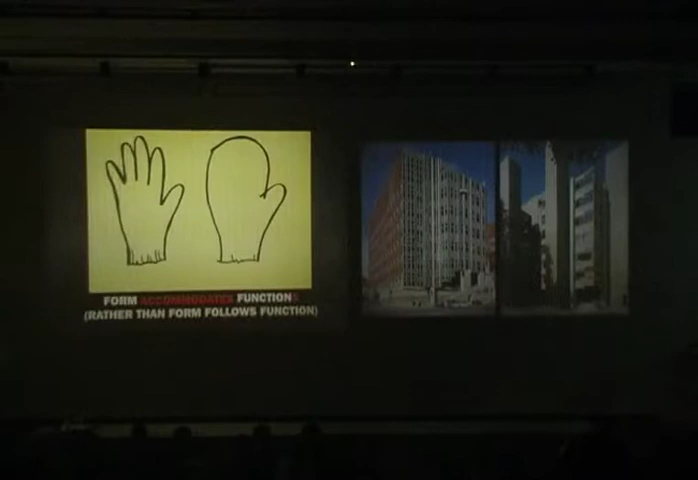 FORM ACCOMMODATES FUNCTIONS
(RATHER THAN FORM FOLLOWS FUNCTION)